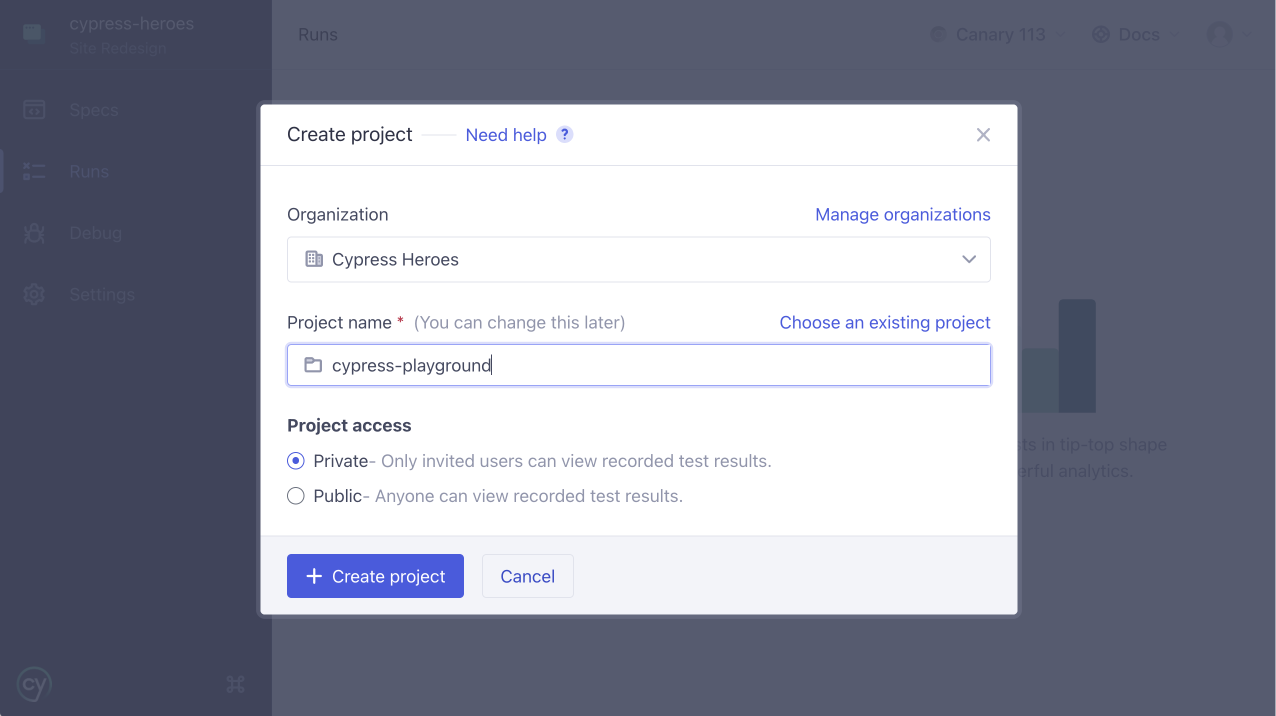 cypress-heroes
Site Redesign
Runs
Canary 113
Docs
Specs
Runs
Debug
Settings
Create project
Need help ?
Organization
Manage organizations
Cypress Heroes
Project name * (You can change this later)
Choose an existing project
cypress-playground
Project access
Private- Only invited users can view recorded test results.
Public- Anyone can view recorded test results.
in tip-top shape
analytics.
+ Create project
Cancel
cy